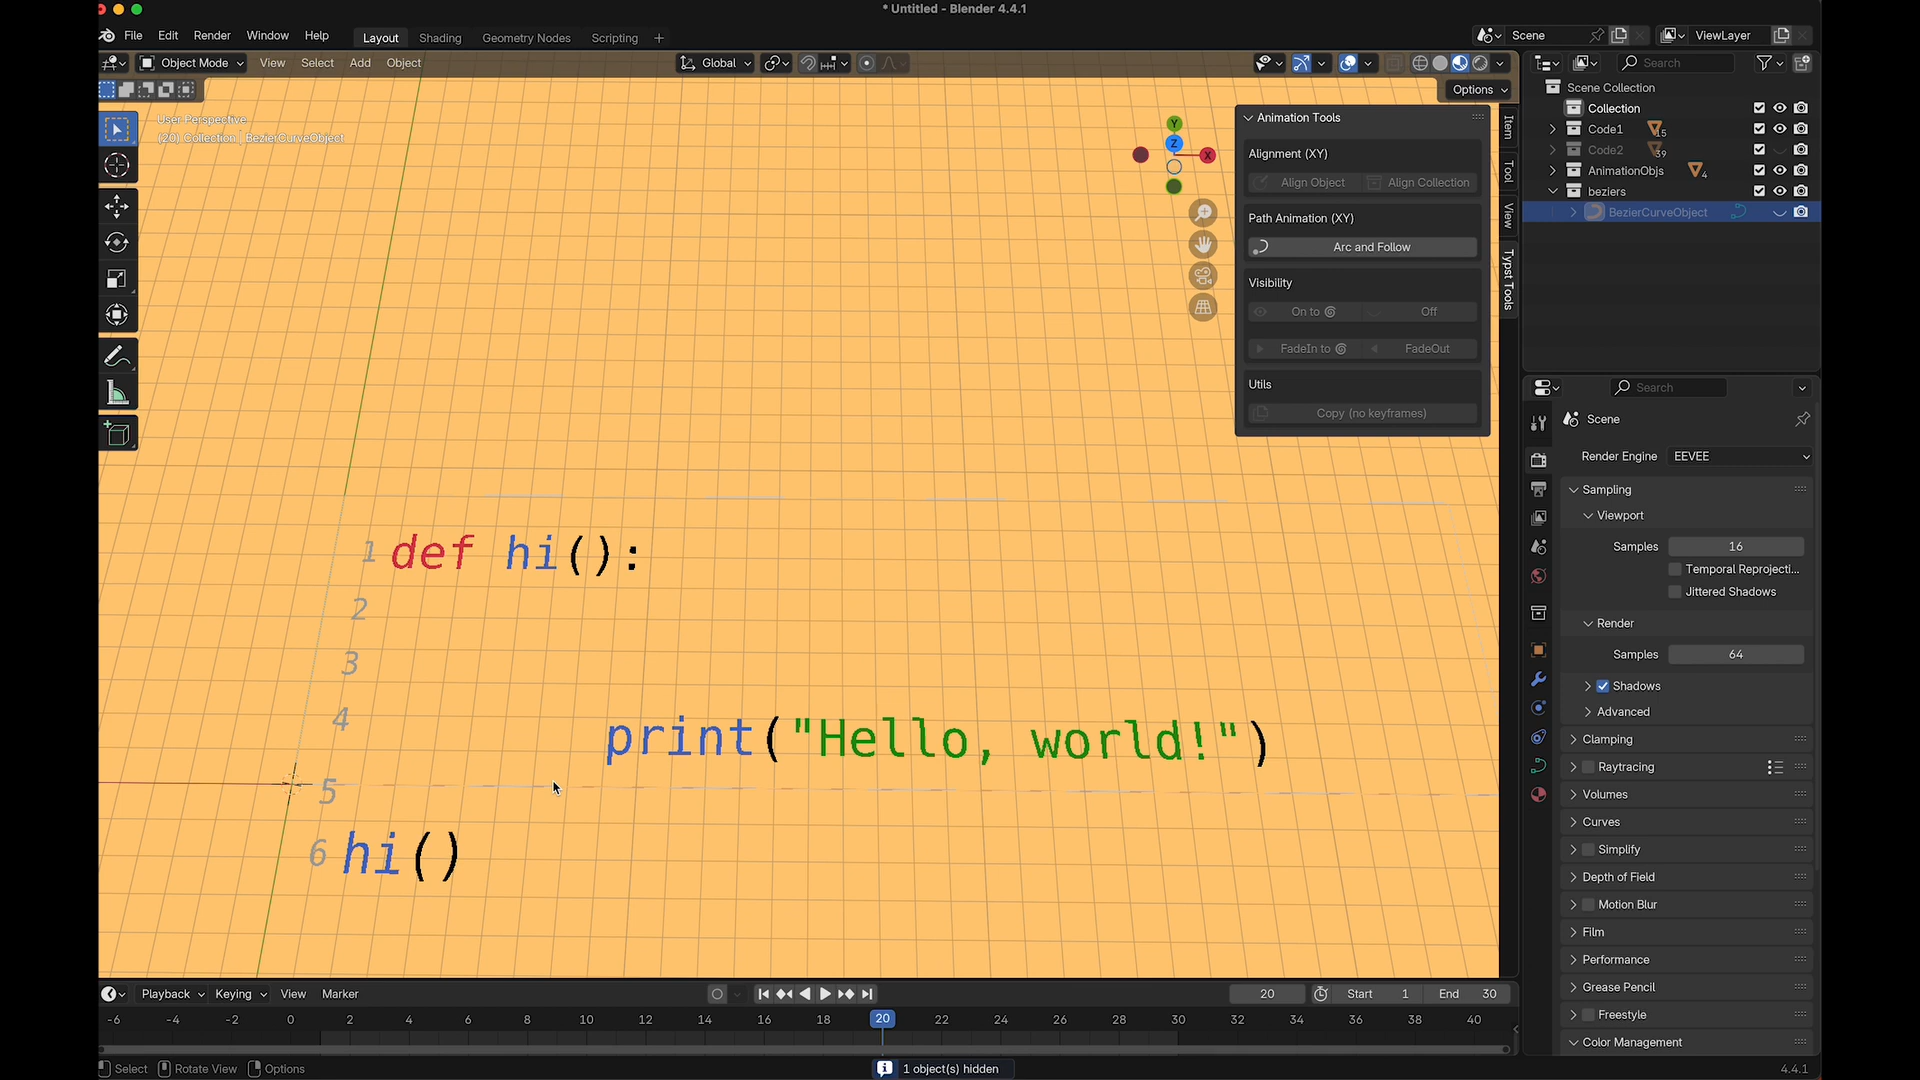 * Untitled - Blender 4.4.1
File Edit Render Window Help Layout Shading Geometry Nodes Scripting +
Scene ViewLayer
Object Mode View Select Add Object Global
Search
Options
User Perspective
(20) Collection | BezierCurveObject
Y
Z
X
Animation Tools
Alignment (XY)
Align Object Align Collection
Path Animation (XY)
Arc and Follow
Visibility
On to Off
FadeIn to FadeOut
Utils
Copy (no keyframes)
Item
Tool
View
Typst Tools
Scene Collection
Collection
Code1 15
Code2 39
AnimationObjs 4
beziers
BezierCurveObject
Search
Scene
Render Engine EEVEE
Sampling
Viewport
Samples 16
Temporal Reprojecti...
Jittered Shadows
Render
Samples 64
Shadows
Advanced
Clamping
Raytracing
Volumes
Curves
Simplify
Depth of Field
Motion Blur
Film
Performance
Grease Pencil
Freestyle
Color Management
1 def hi():
2
3
4 print("Hello, world!")
5
6 hi()
Playback Keying View Marker
20 Start 1 End 30
-6 -4 -2 0 2 4 6 8 10 12 14 16 18 20 22 24 26 28 30 32 34 36 38 40
Select Rotate View Options
1 object(s) hidden
4.4.1